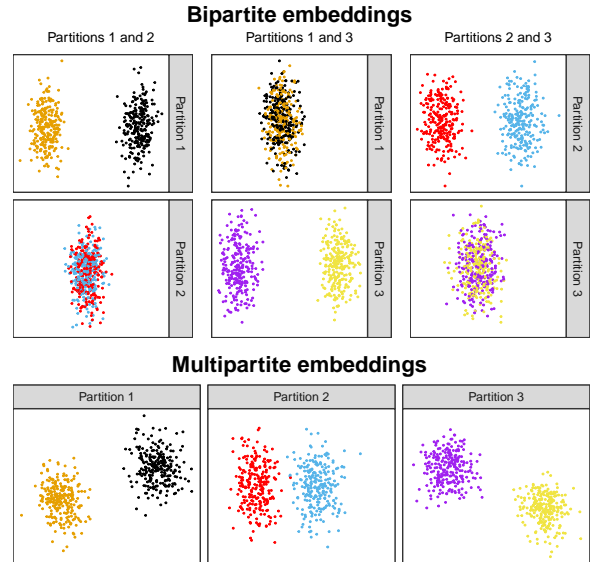 Bipartite embeddings
Partitions 1 and 2
Partitions 1 and 3
Partitions 2 and 3
Partition 1
Partition 1
Partition 2
Partition 2
Partition 3
Partition 3
Multipartite embeddings
Partition 1
Partition 2
Partition 3